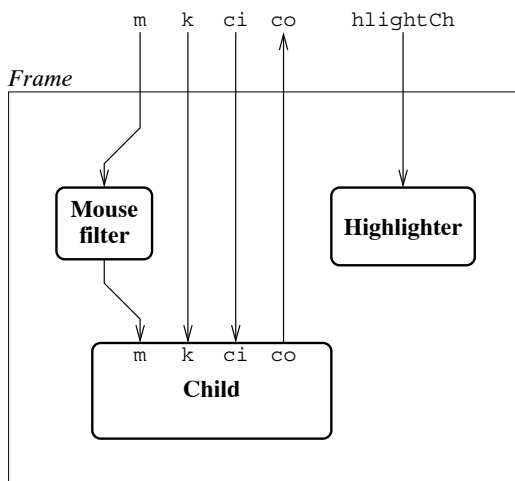 m k ci co hlightCh
Frame
Mouse
filter
Highlighter
m k ci co
Child